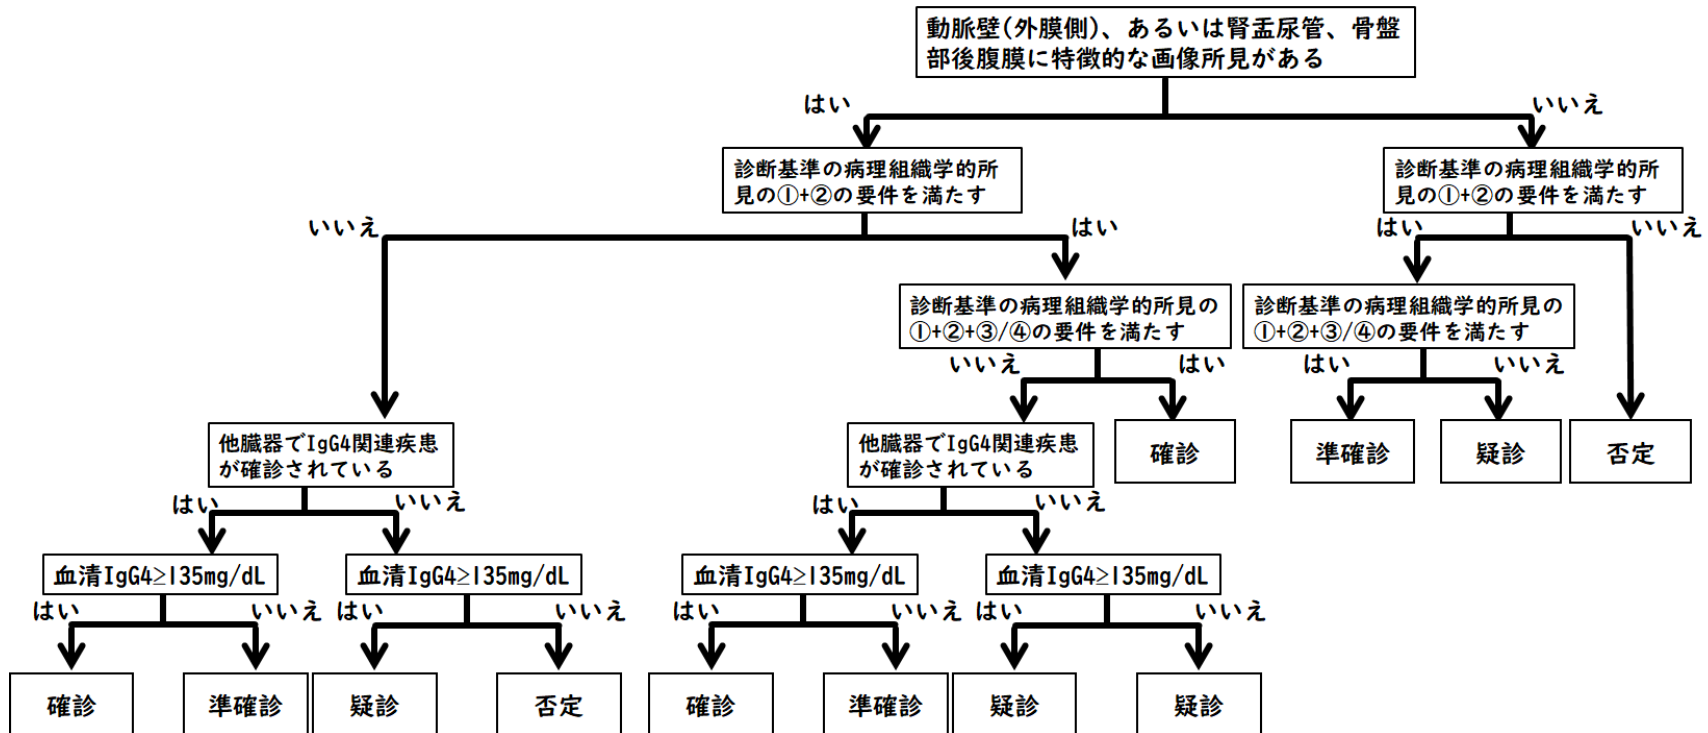 動脈壁(外膜側)、あるいは腎盂尿管、骨盤
部後腹膜に特徴的な画像所見がある
はい
いいえ
診断基準の病理組織学的所
見の①+②の要件を満たす
診断基準の病理組織学的所
見の①+②の要件を満たす
いいえ
はい
はい
いいえ
診断基準の病理組織学的所見の
①+②+③/④の要件を満たす
診断基準の病理組織学的所見の
①+②+③/④の要件を満たす
いいえ
はい
はい
いいえ
他臓器でIgG4関連疾患
が確診されている
他臓器でIgG4関連疾患
が確診されている
確診
準確診
疑診
否定
はい
いいえ
はい
いいえ
血清IgG4≥135mg/dL
血清IgG4≥135mg/dL
血清IgG4≥135mg/dL
血清IgG4≥135mg/dL
はい
いいえ
はい
いいえ
はい
いいえ
はい
いいえ
確診
準確診
疑診
否定
確診
準確診
疑診
疑診